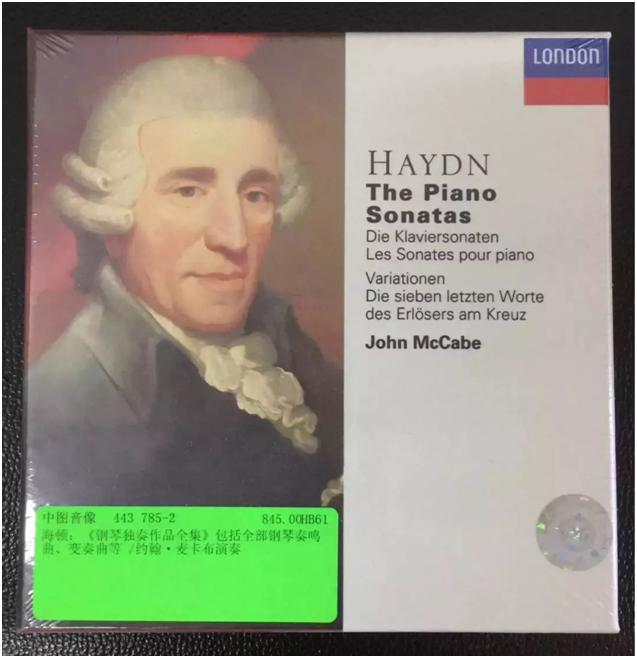 LONDON
HAYDN
The Piano
Sonatas
Die Klaviersonaten
Les Sonates pour piano
Variationen
Die sieben letzten Worte
des Erlösers am Kreuz
John McCabe
中图音像 443 785-2 845.00HB61
海顿：《钢琴独奏作品全集》包括全部钢琴奏鸣
曲、变奏曲等 /约翰·麦卡布演奏